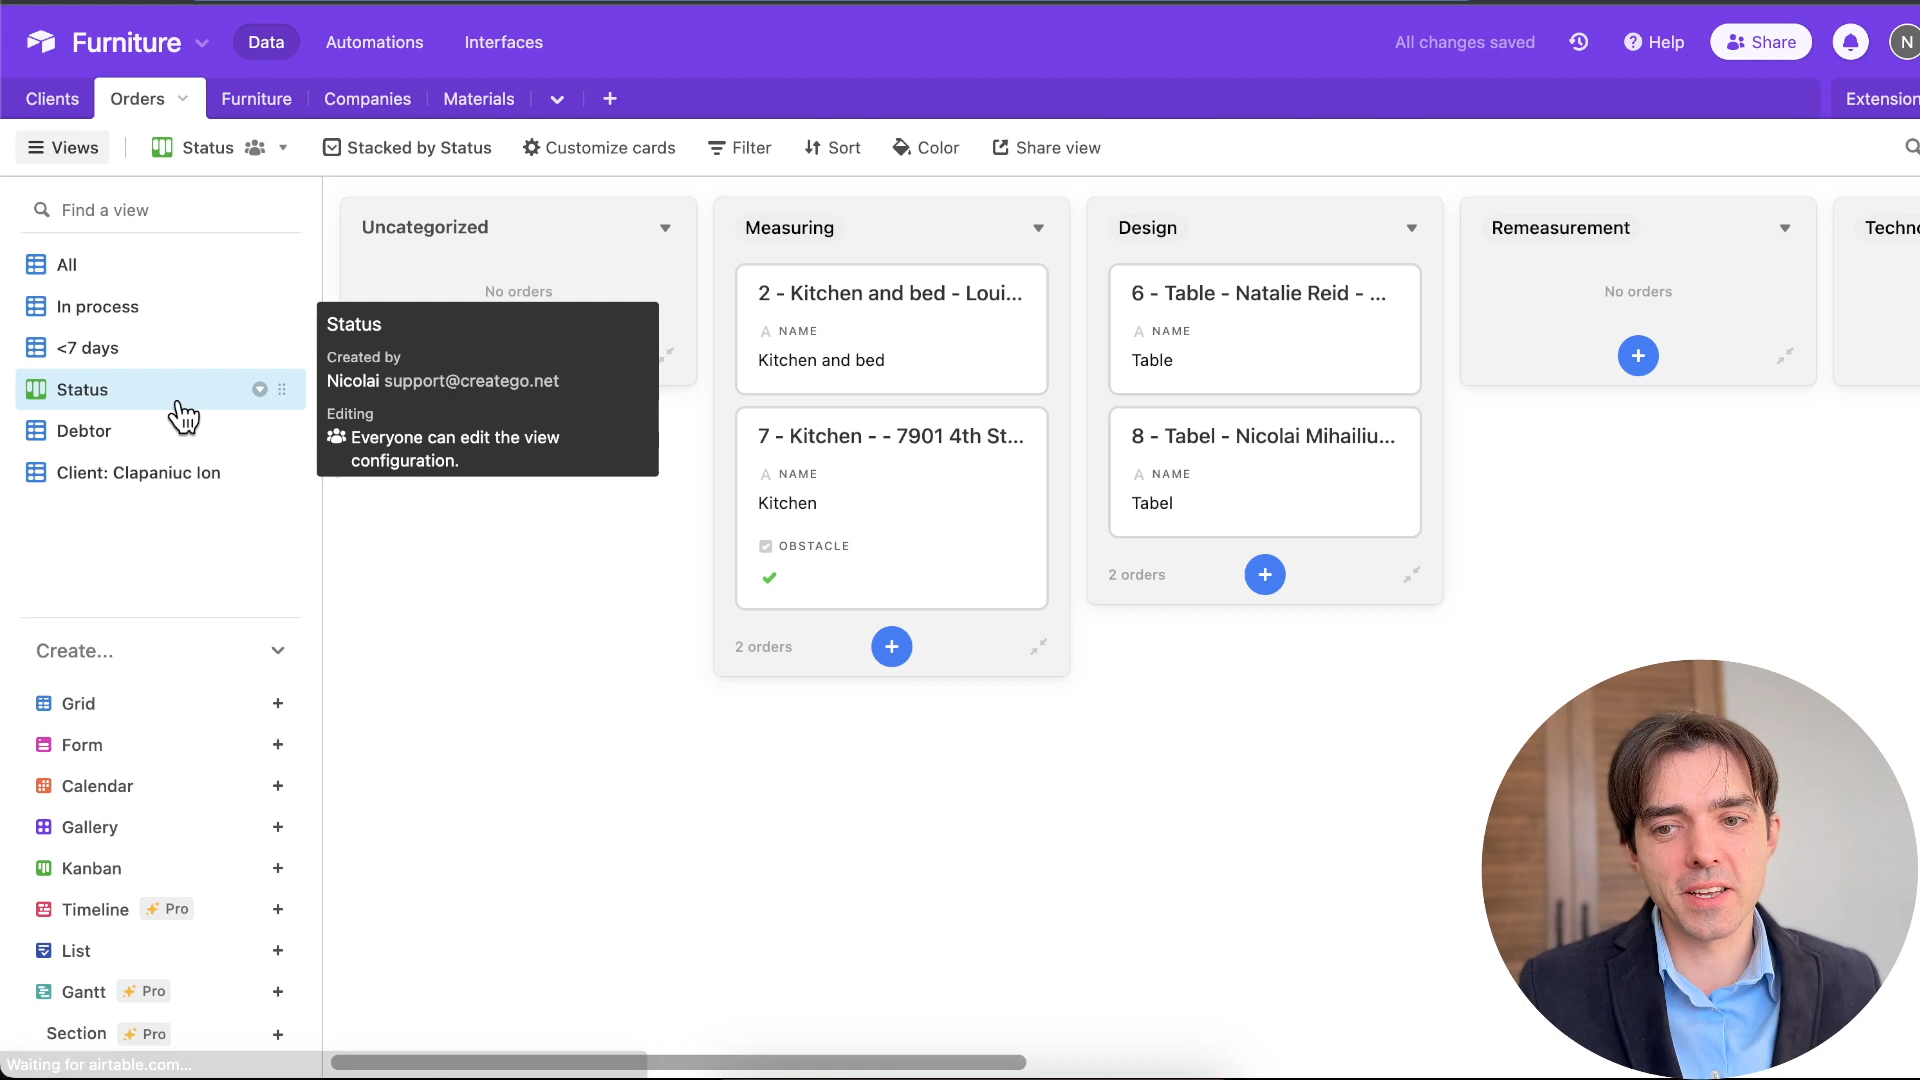 Furniture
Data
Automations
Interfaces
All changes saved
Help
Share
N
Clients
Orders
Furniture
Companies
Materials
Extension
Views
Status
Stacked by Status
Customize cards
Filter
Sort
Color
Share view
Find a view
All
In process
<7 days
Status
Debtor
Client: Clapaniuc Ion
Status
Created by
Nicolai support@creatego.net
Editing
Everyone can edit the view
configuration.
Uncategorized
No orders
Measuring
2 - Kitchen and bed - Loui...
A NAME
Kitchen and bed
7 - Kitchen - - 7901 4th St...
A NAME
Kitchen
OBSTACLE
2 orders
Design
6 - Table - Natalie Reid - ...
A NAME
Table
8 - Tabel - Nicolai Mihailiu...
A NAME
Tabel
2 orders
Remeasurement
No orders
Techno
Create...
Grid
Form
Calendar
Gallery
Kanban
Timeline Pro
List
Gantt Pro
Section Pro
Waiting for airtable.com...